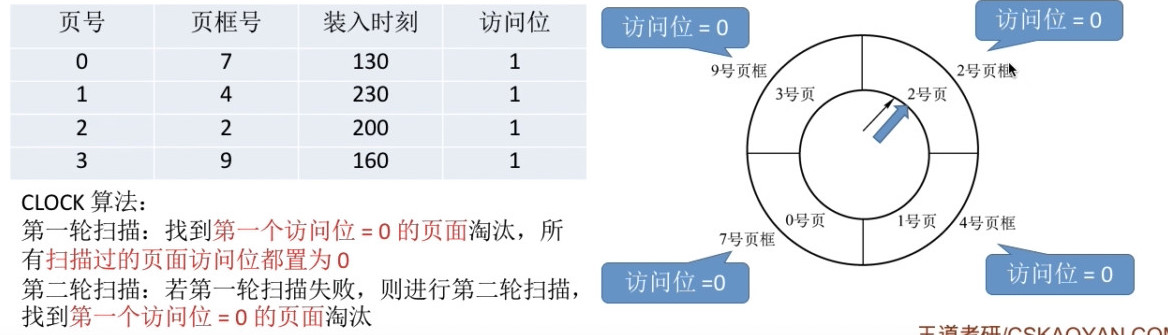 页号 页框号 装入时刻 访问位
0 7 130 1
1 4 230 1
2 2 200 1
3 9 160 1
CLOCK 算法：
第一轮扫描：找到第一个访问位 = 0 的页面淘汰，所
有扫描过的页面访问位都置为 0
第二轮扫描：若第一轮扫描失败，则进行第二轮扫描，
找到第一个访问位 = 0 的页面淘汰
访问位 = 0
访问位 = 0
9号页框
2号页框
3号页
2号页
0号页
1号页
7号页框
4号页框
访问位 =0
访问位 = 0
王道考研/CSKAOYAN.COM